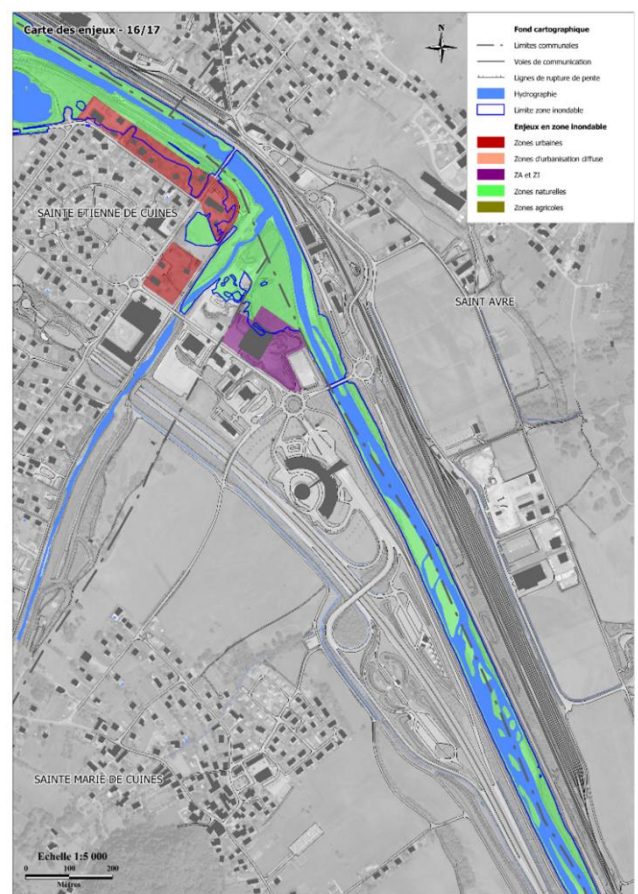 Carte des enjeux - 16/17
N
Fond cartographique
Limites communales
Voies de communication
Lignes de rupture de pente
Hydrographie
Limite zone inondable
Enjeux en zone inondable
Zones urbaines
Zones d'urbanisation diffuse
ZA et ZI
Zones naturelles
Zones agricoles
SAINTE ETIENNE DE CUINES
SAINT AVRE
SAINTE MARIE DE CUINES
Echelle 1:5 000
0 100 200
Mètres